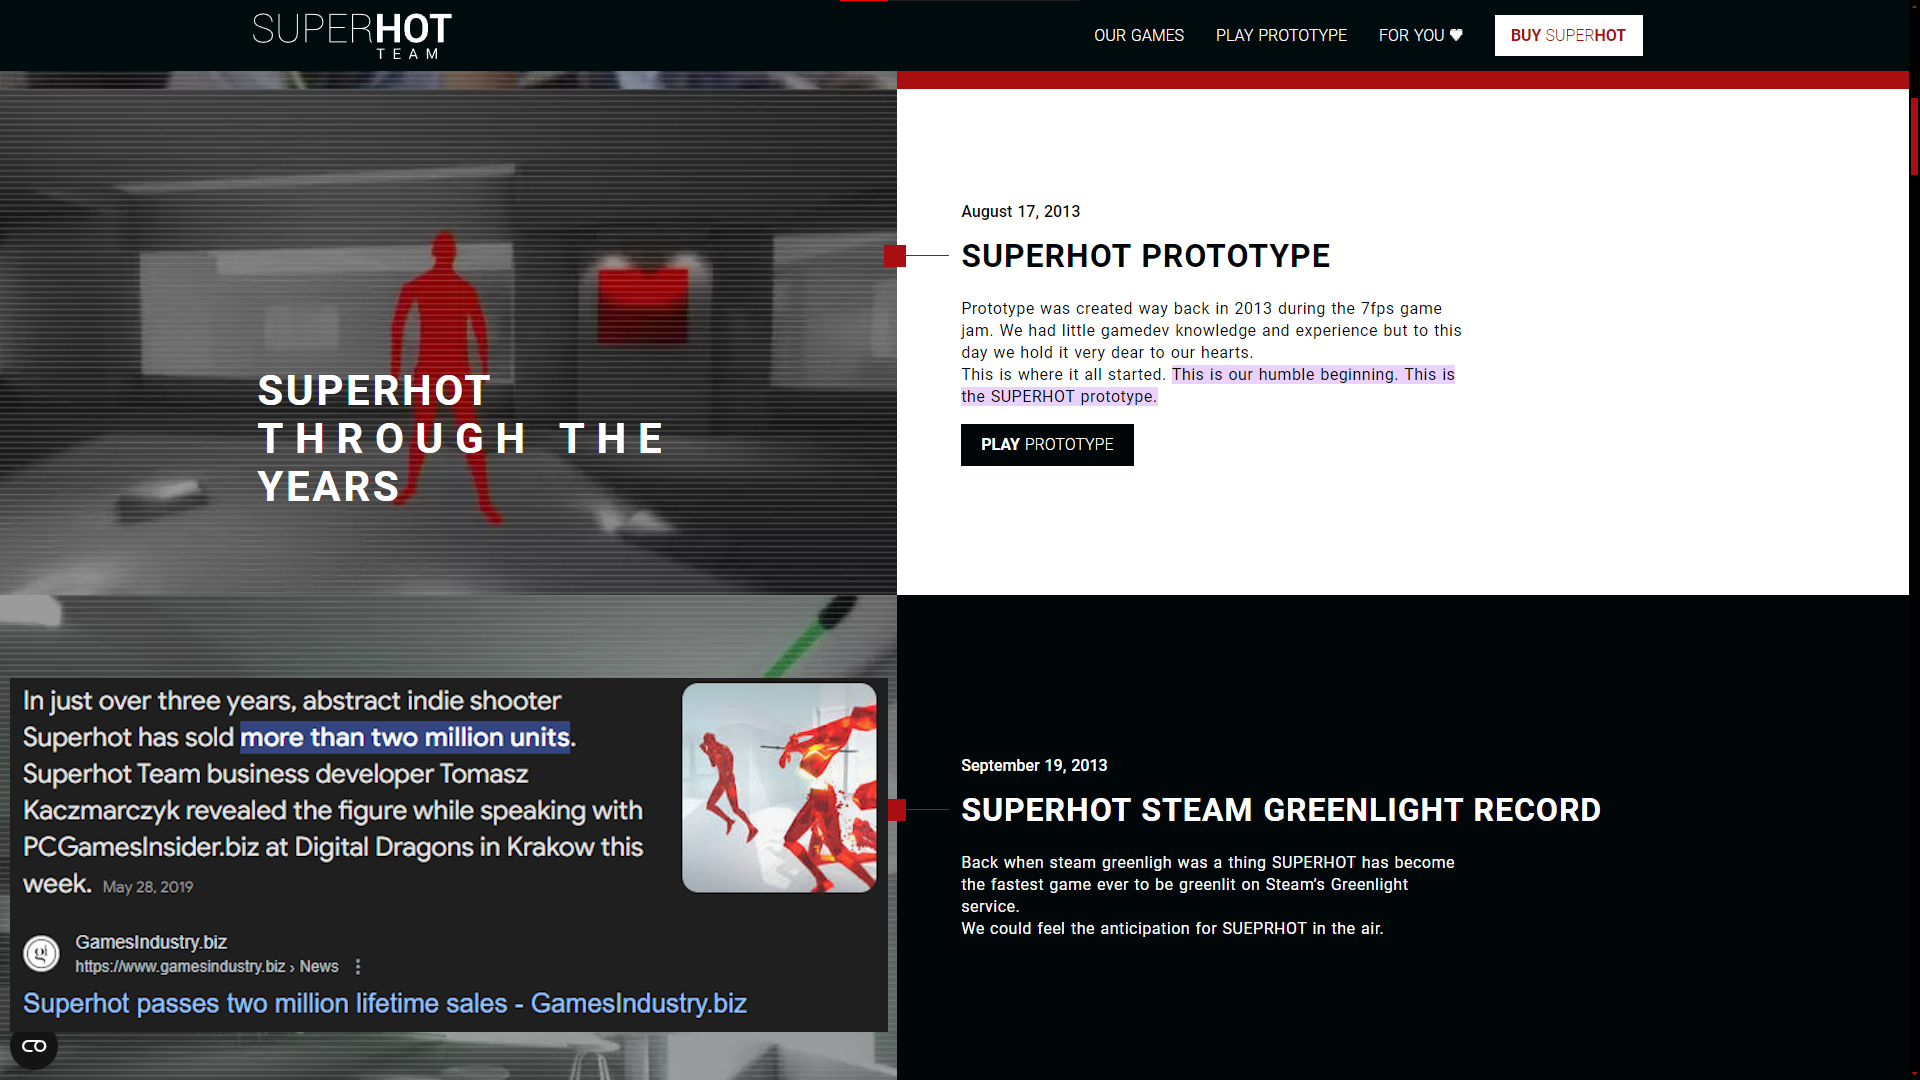 SUPERHOT
TEAM
OUR GAMES
PLAY PROTOTYPE
FOR YOU
BUY SUPERHOT
SUPERHOT
THROUGH THE
YEARS
August 17, 2013
SUPERHOT PROTOTYPE
Prototype was created way back in 2013 during the 7fps game
jam. We had little gamedev knowledge and experience but to this
day we hold it very dear to our hearts.
This is where it all started. This is our humble beginning. This is
the SUPERHOT prototype.
PLAY PROTOTYPE
In just over three years, abstract indie shooter
Superhot has sold more than two million units.
Superhot Team business developer Tomasz
Kaczmarczyk revealed the figure while speaking with
PCGamesInsider.biz at Digital Dragons in Krakow this
week. May 28, 2019
gi
GamesIndustry.biz
https://www.gamesindustry.biz › News
Superhot passes two million lifetime sales - GamesIndustry.biz
September 19, 2013
SUPERHOT STEAM GREENLIGHT RECORD
Back when steam greenligh was a thing SUPERHOT has become
the fastest game ever to be greenlit on Steam’s Greenlight
service.
We could feel the anticipation for SUEPRHOT in the air.